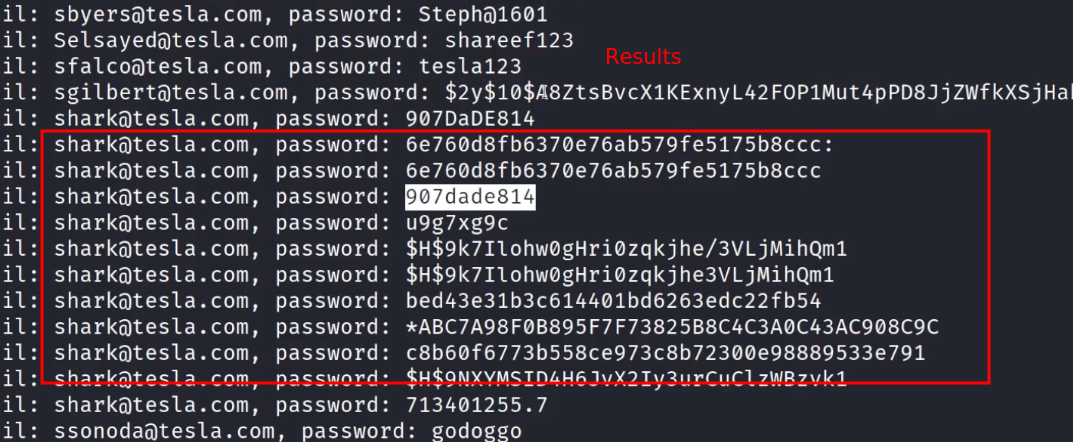 il: sbyers@tesla.com, password: Steph@1601
il: Selsayed@tesla.com, password: shareef123
Results
il: sfalco@tesla.com, password: tesla123
il: sgilbert@tesla.com, password:
il: shark@tesla.com, password: 907DaDE814
il: shark@tesla.com, password: 6e760d8fb6370e76ab579fe5175b8ccc:
il: shark@tesla.com, password: 6e760d8fb6370e76ab579fe5175b8ccc
il: shark@tesla.com, password: 907dade814
il: shark@tesla.com, password: u9g7xg9c
il: shark@tesla.com, password: $H$9k7Ilohw0gHri0zqkjhe/3VLjMihQm1
il: shark@tesla.com, password: $H$9k7Ilohw0gHri0zqkjhe3VLjMihQm1
il: shark@tesla.com, password: bed43e31b3c614401bd6263edc22fb54
il: shark@tesla.com, password: *ABC7A98F0B895F7F73825B8C4C3A0C43AC908C9C
il: shark@tesla.com, password: c8b60f6773b558ce973c8b72300e98889533e791
il: shark@tesla.com, password:
il: shark@tesla.com, password: 713401255.7
il: ssonoda@tesla.com, password: godoggo